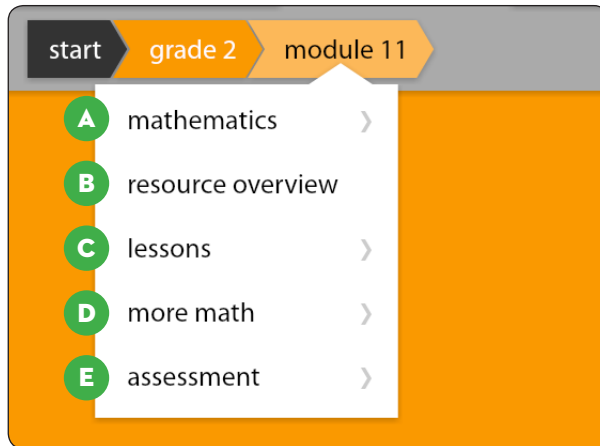 start grade 2 module 11
A mathematics
B resource overview
C lessons
D more math
E assessment